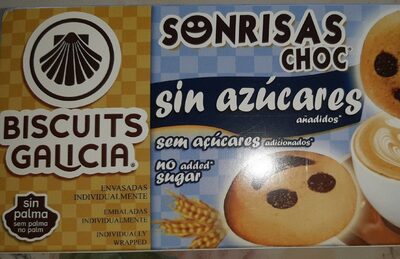 BISCUITS
GALICIA®
ENVASADAS
INDIVIDUALMENTE
EMBALADAS
INDIVIDUALMENTE
INDIVIDUALLY
WRAPPED
sin
palma
sem palma
no palm
SONRISAS
CHOC
sin azúcares
añadidos*
sem açúcares adicionados*
no added*
sugar